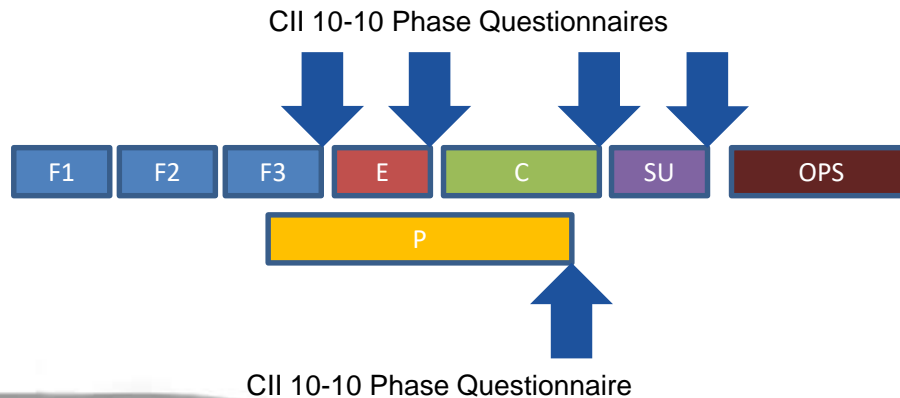 CII 10-10 Phase Questionnaires
F1 F2 F3 E C SU OPS
P
CII 10-10 Phase Questionnaire